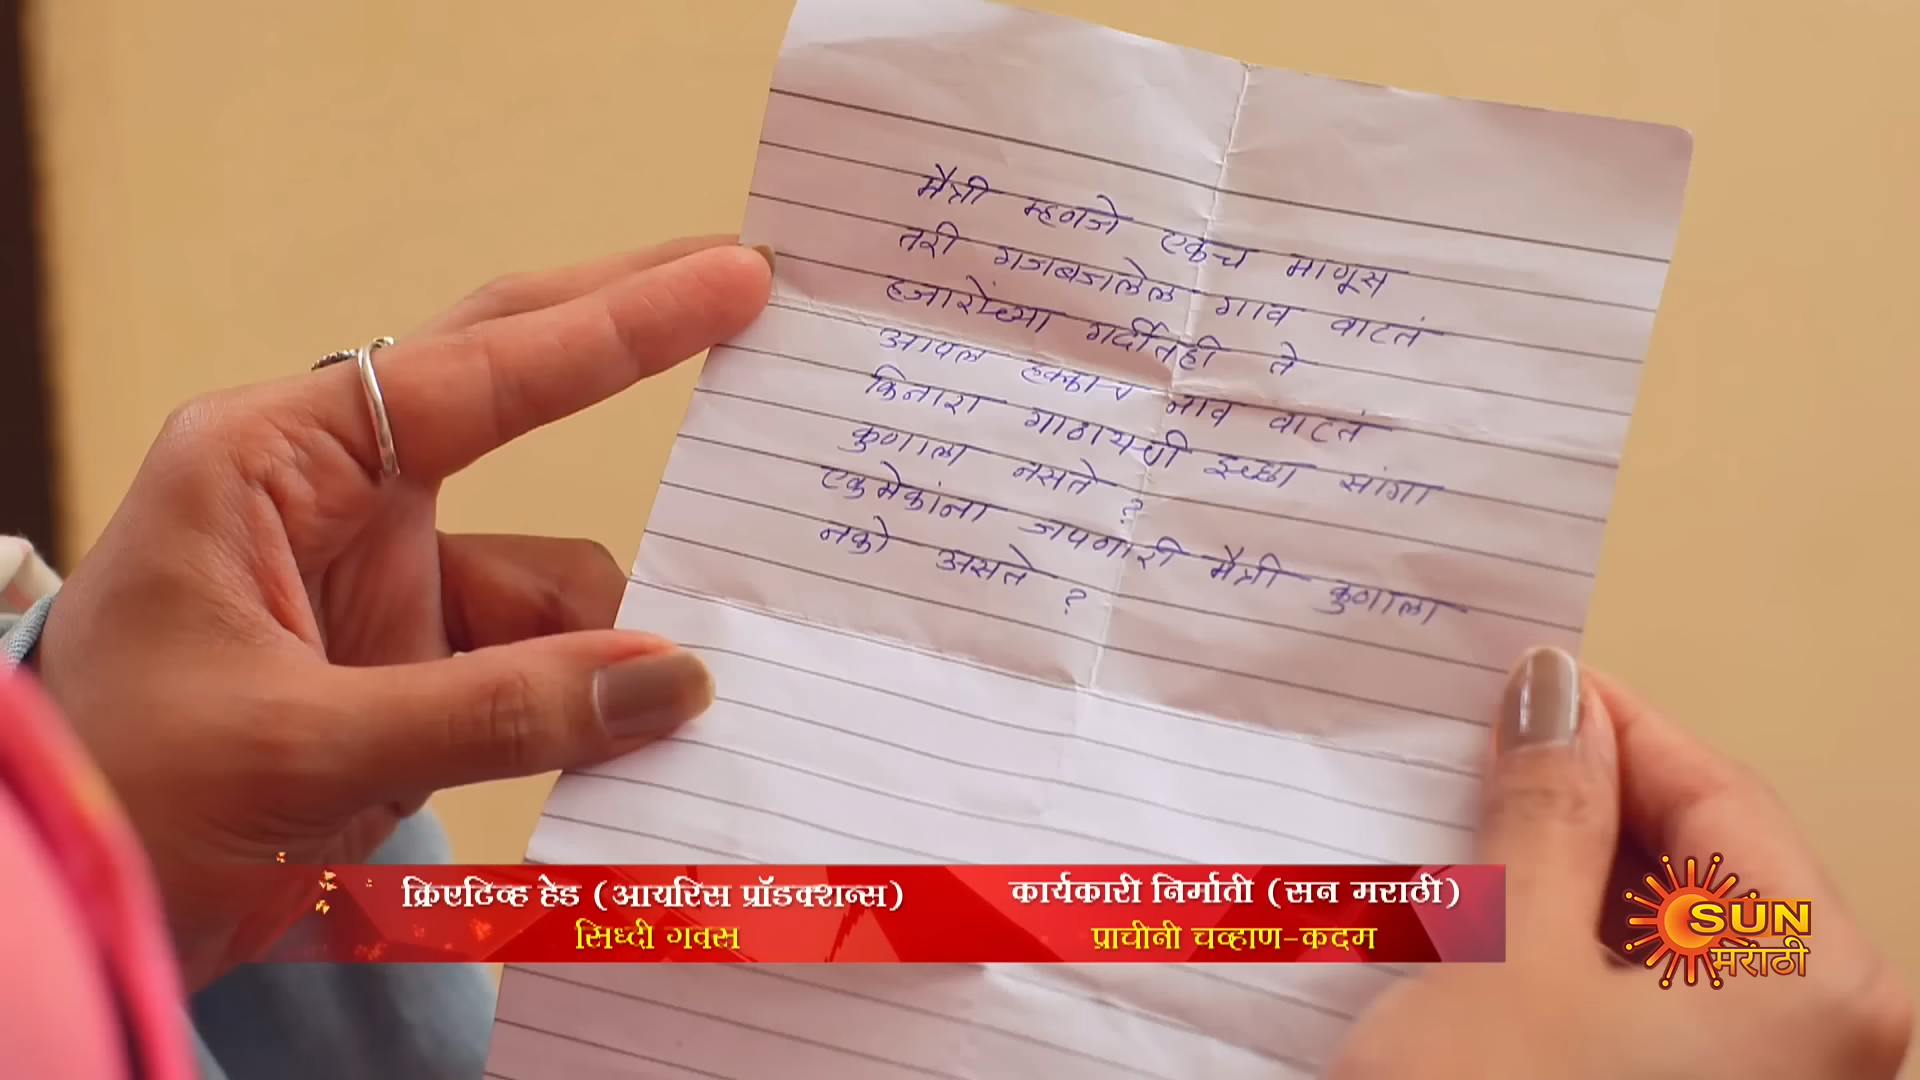 मैत्री म्हणजे एकच माणूस
तरी गजबजलेल गाव वाटतं
हजारोंच्या गर्दीतही ते
आपल हक्काच नाव वाटतं
किनारा गाठायची इच्छा सांगा
कुणाला नसते ?
एकमेकांना जपणारी मैत्री कुणाला
नको असते ?
क्रिएटिव्ह हेड (आयरिस प्रॉडक्शन्स)
सिध्दी गवस
कार्यकारी निर्माती (सन मराठी)
प्राचीनी चव्हाण-कदम
SUN
मराठी